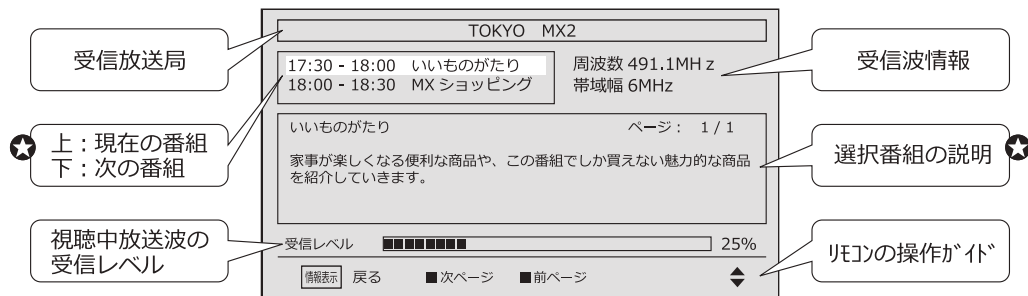 TOKYO MX2
受信放送局
17:30 - 18:00 いいものがたり
18:00 - 18:30 MX ショッピング
周波数 491.1MHz
帯域幅 6MHz
受信波情報
上:現在の番組
下:次の番組
いいものがたり ページ: 1/1
家事が楽しくなる便利な商品や、この番組でしか買えない魅力的な商品
を紹介していきます。
選択番組の説明
視聴中放送波の
受信レベル
受信レベル 25%
情報表示 戻る ■次ページ ■前ページ
リモコンの操作ガイド